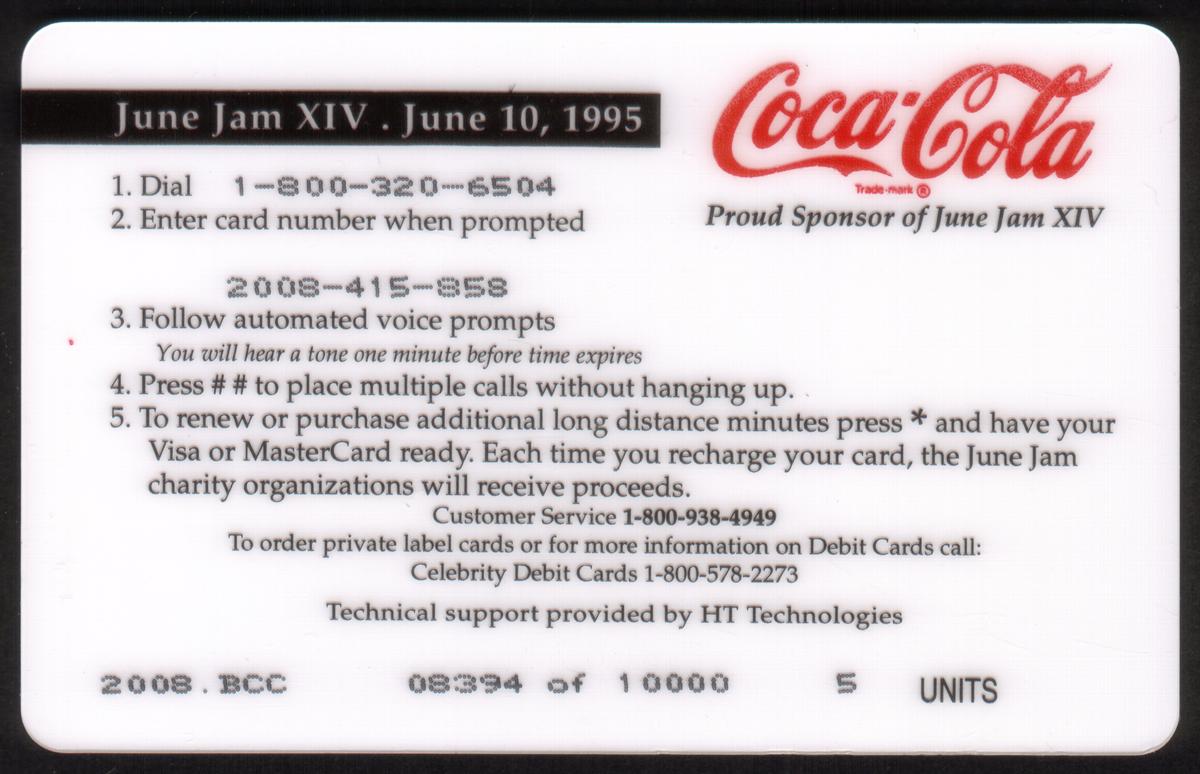 June Jam XIV . June 10, 1995
Coca-Cola
Trade-mark ®
Proud Sponsor of June Jam XIV
1. Dial 1-800-320-6504
2. Enter card number when prompted
2008-415-858
3. Follow automated voice prompts
You will hear a tone one minute before time expires
4. Press # # to place multiple calls without hanging up.
5. To renew or purchase additional long distance minutes press * and have your
Visa or MasterCard ready. Each time you recharge your card, the June Jam
charity organizations will receive proceeds.
Customer Service 1-800-938-4949
To order private label cards or for more information on Debit Cards call:
Celebrity Debit Cards 1-800-578-2273
Technical support provided by HT Technologies
2008.BCC 08394 of 10000 5 UNITS